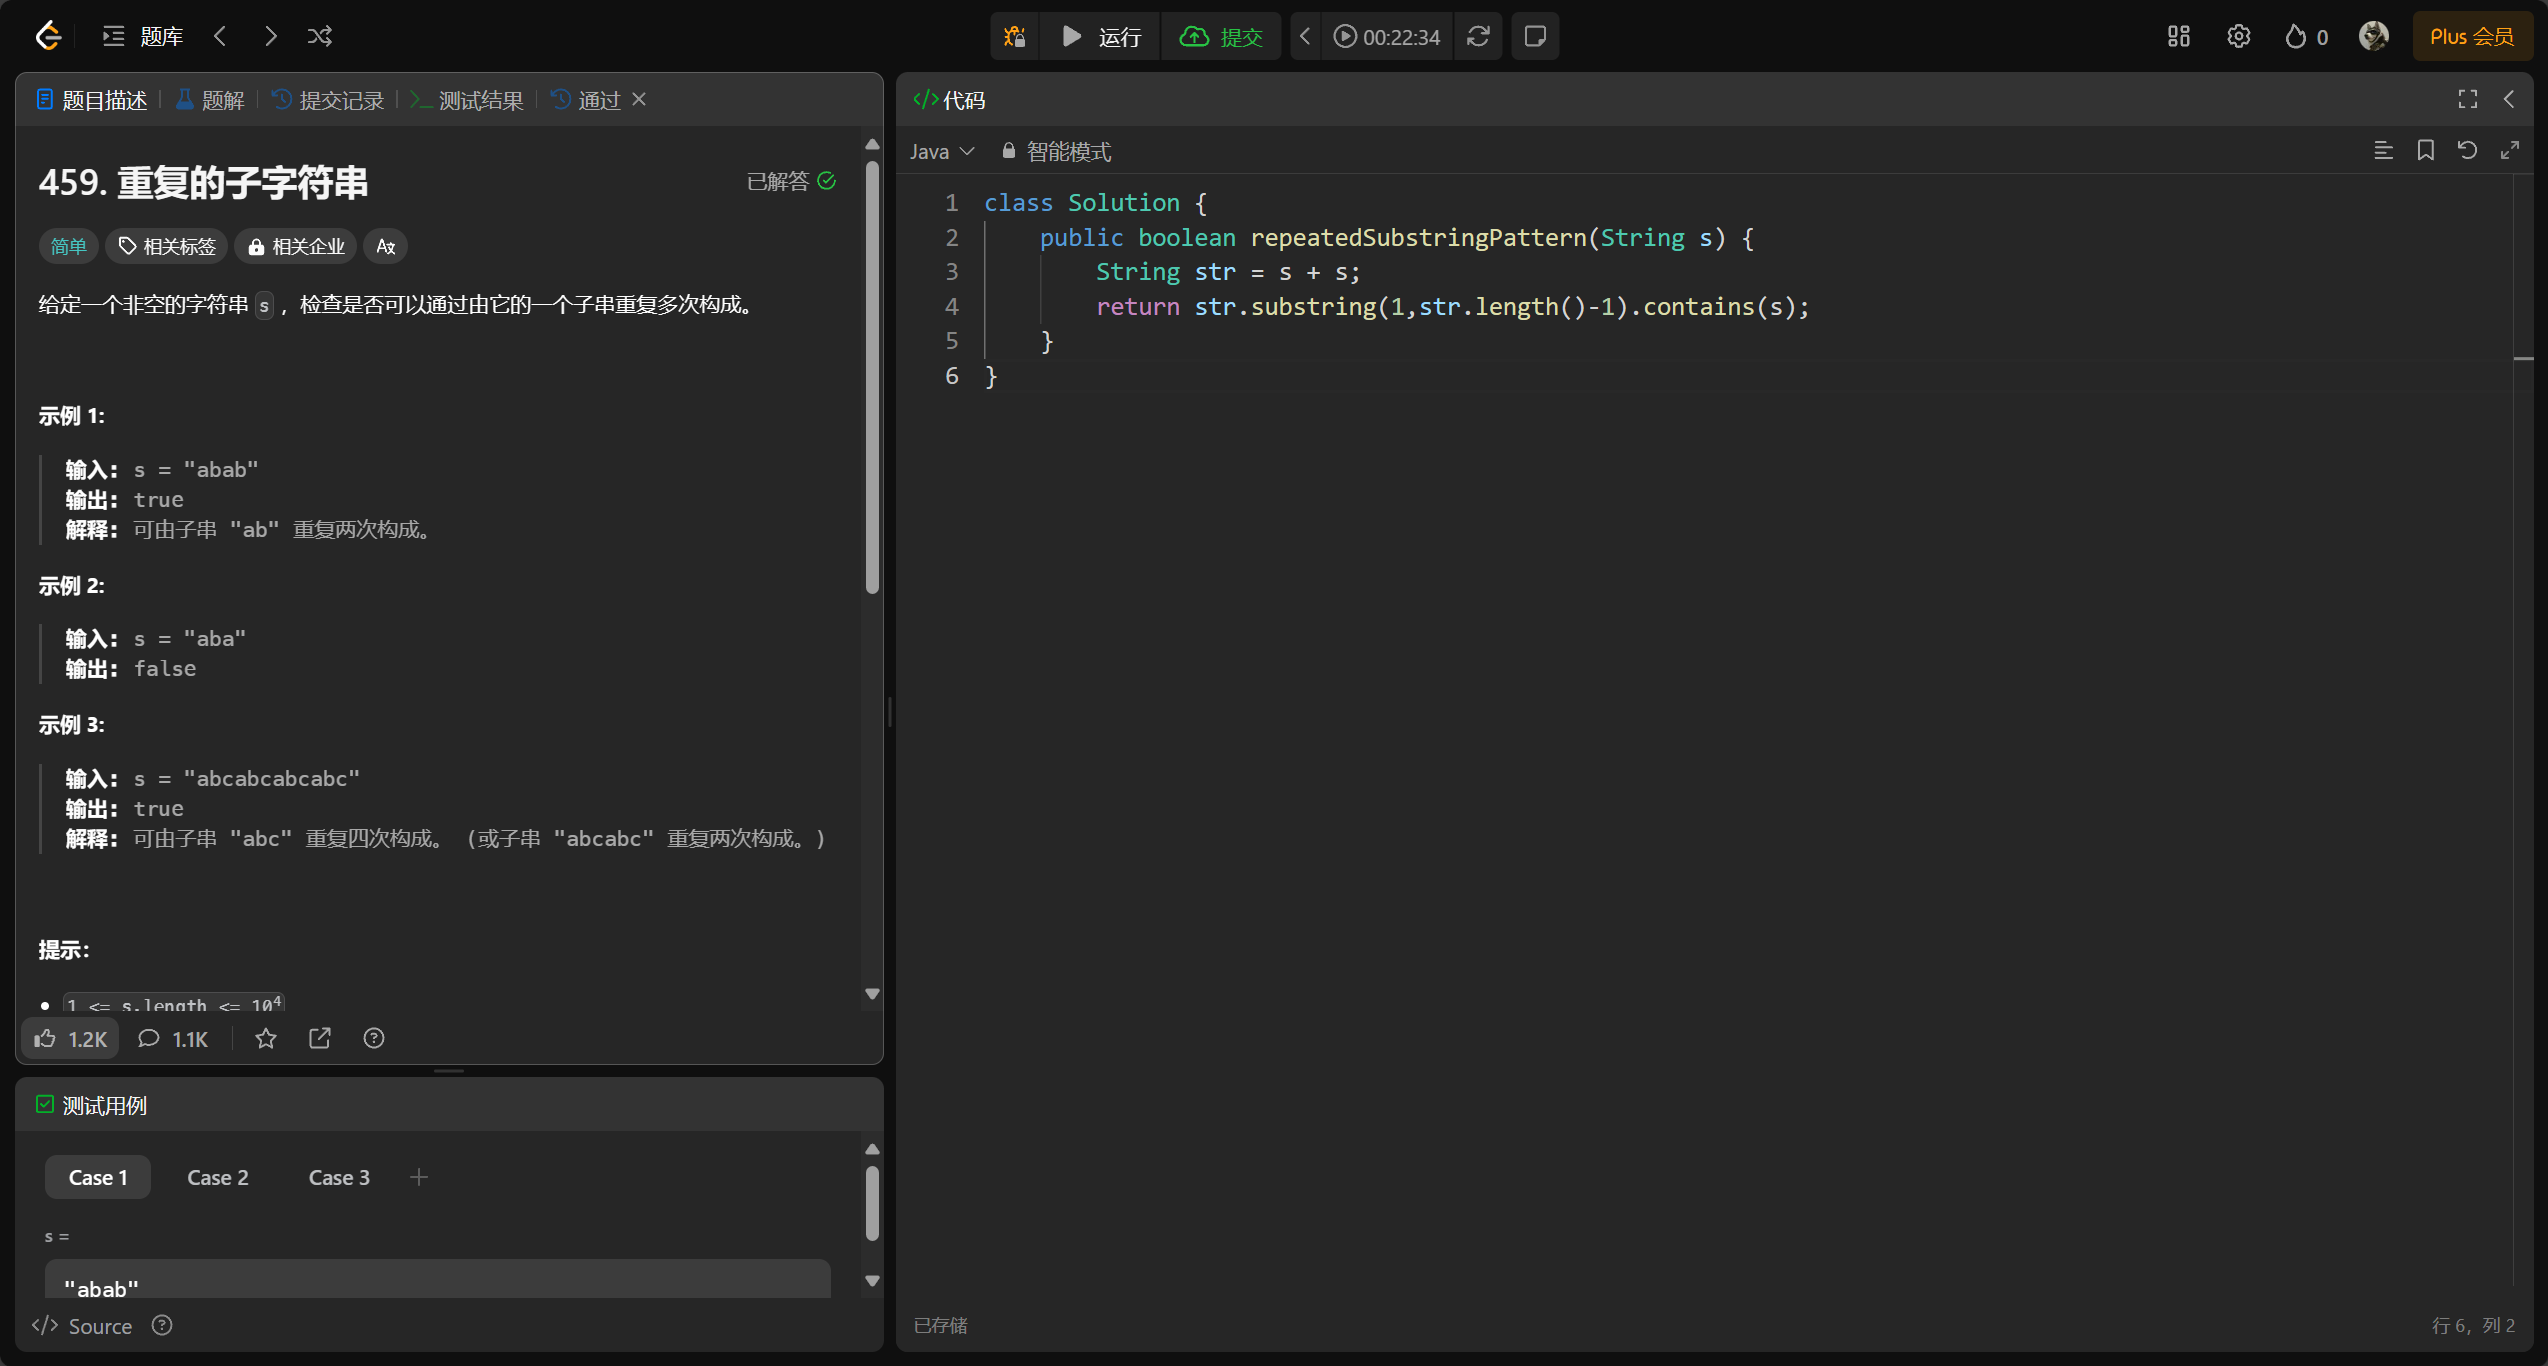 题库
运行
提交
00:22:34
0
Plus 会员
题目描述
题解
提交记录
测试结果
通过
459. 重复的子字符串
已解答
简单
相关标签
相关企业
给定一个非空的字符串 s ，检查是否可以通过由它的一个子串重复多次构成。
示例 1:
输入: s = "abab"
输出: true
解释: 可由子串 "ab" 重复两次构成。
示例 2:
输入: s = "aba"
输出: false
示例 3:
输入: s = "abcabcabcabc"
输出: true
解释: 可由子串 "abc" 重复四次构成。 (或子串 "abcabc" 重复两次构成。)
提示：
1 <= s.length <= 10⁴
1.2K
1.1K
测试用例
Case 1
Case 2
Case 3
s =
"abab"
Source
代码
Java
智能模式
1 class Solution {
2     public boolean repeatedSubstringPattern(String s) {
3         String str = s + s;
4         return str.substring(1,str.length()-1).contains(s);
5     }
6 }
已存储
行 6，列 2